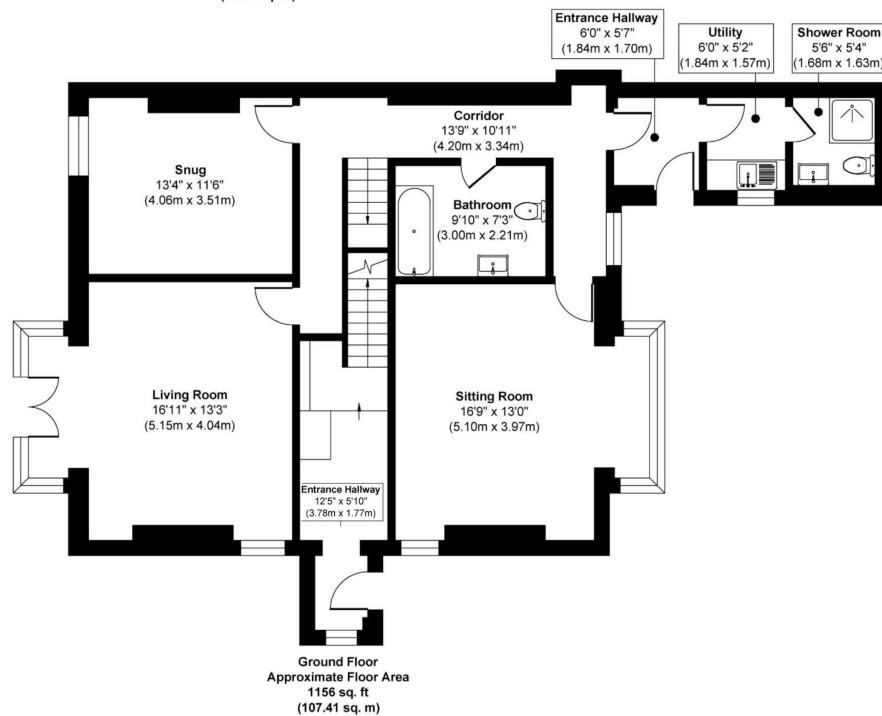 Entrance Hallway
6'0" x 5'7"
(1.84m x 1.70m)
Utility
6'0" x 5'2"
(1.84m x 1.57m)
Shower Room
5'6" x 5'4"
(1.68m x 1.63m)
Corridor
13'9" x 10'11"
(4.20m x 3.34m)
Snug
13'4" x 11'6"
(4.06m x 3.51m)
Bathroom
9'10" x 7'3"
(3.00m x 2.21m)
Living Room
16'11" x 13'3"
(5.15m x 4.04m)
Sitting Room
16'9" x 13'0"
(5.10m x 3.97m)
Entrance Hallway
12'5" x 5'10"
(3.78m x 1.77m)
Ground Floor
Approximate Floor Area
1156 sq. ft
(107.41 sq. m)